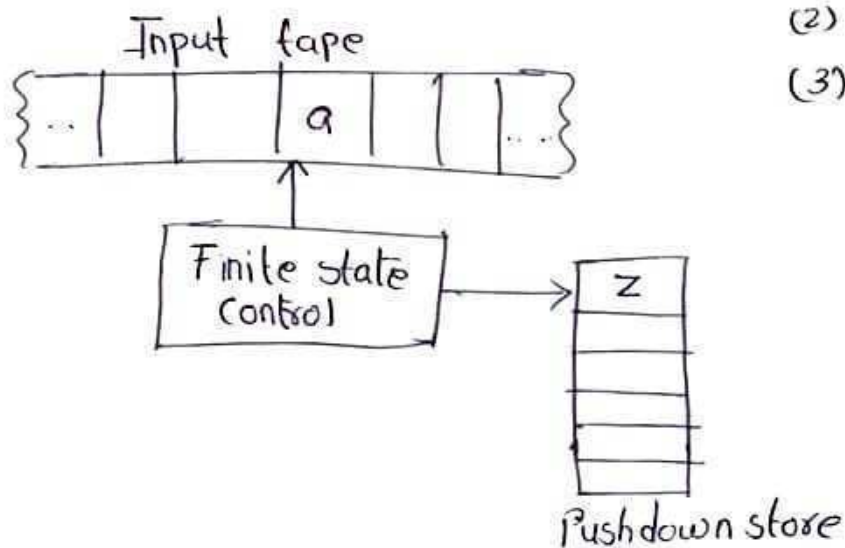 (2)
Input tape
(3)
... a ...
Finite state
Control
Z
Pushdown store